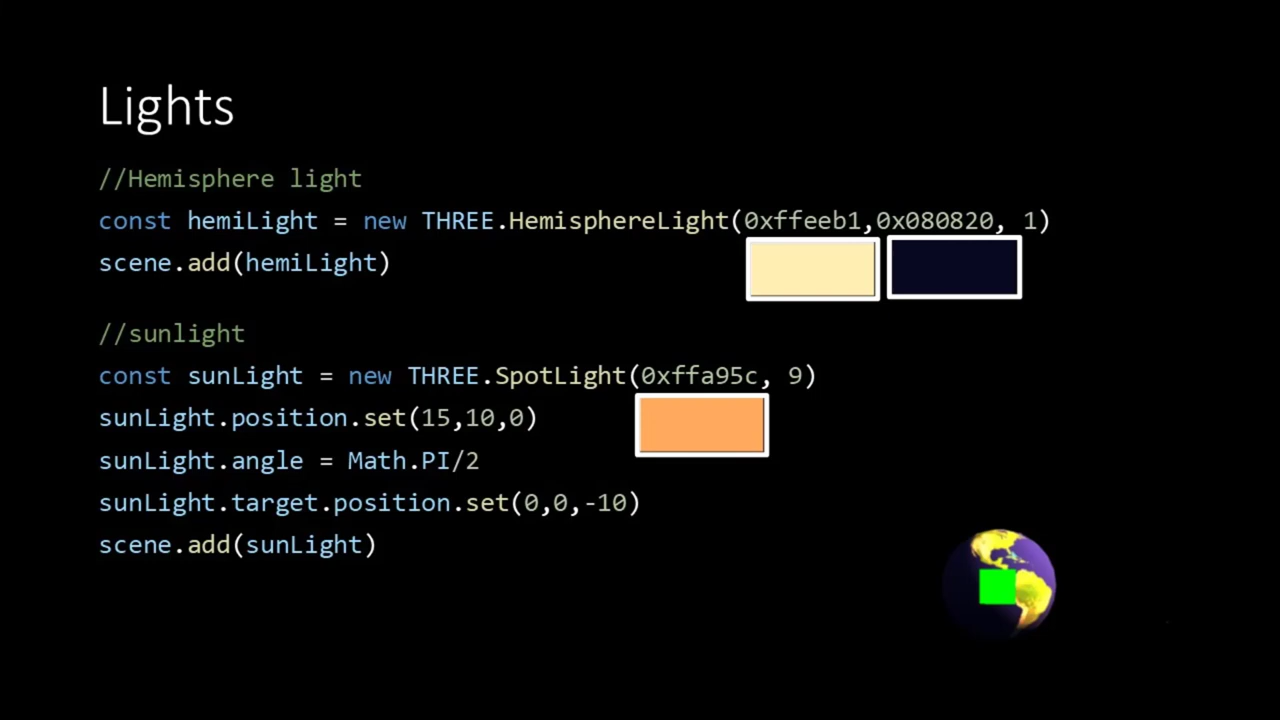 Lights
//Hemisphere light
const hemiLight = new THREE.HemisphereLight(0xffeeb1,0x080820, 1)
scene.add(hemiLight)
//sunlight
const sunLight = new THREE.SpotLight(0xffa95c, 9)
sunLight.position.set(15,10,0)
sunLight.angle = Math.PI/2
sunLight.target.position.set(0,0,-10)
scene.add(sunLight)